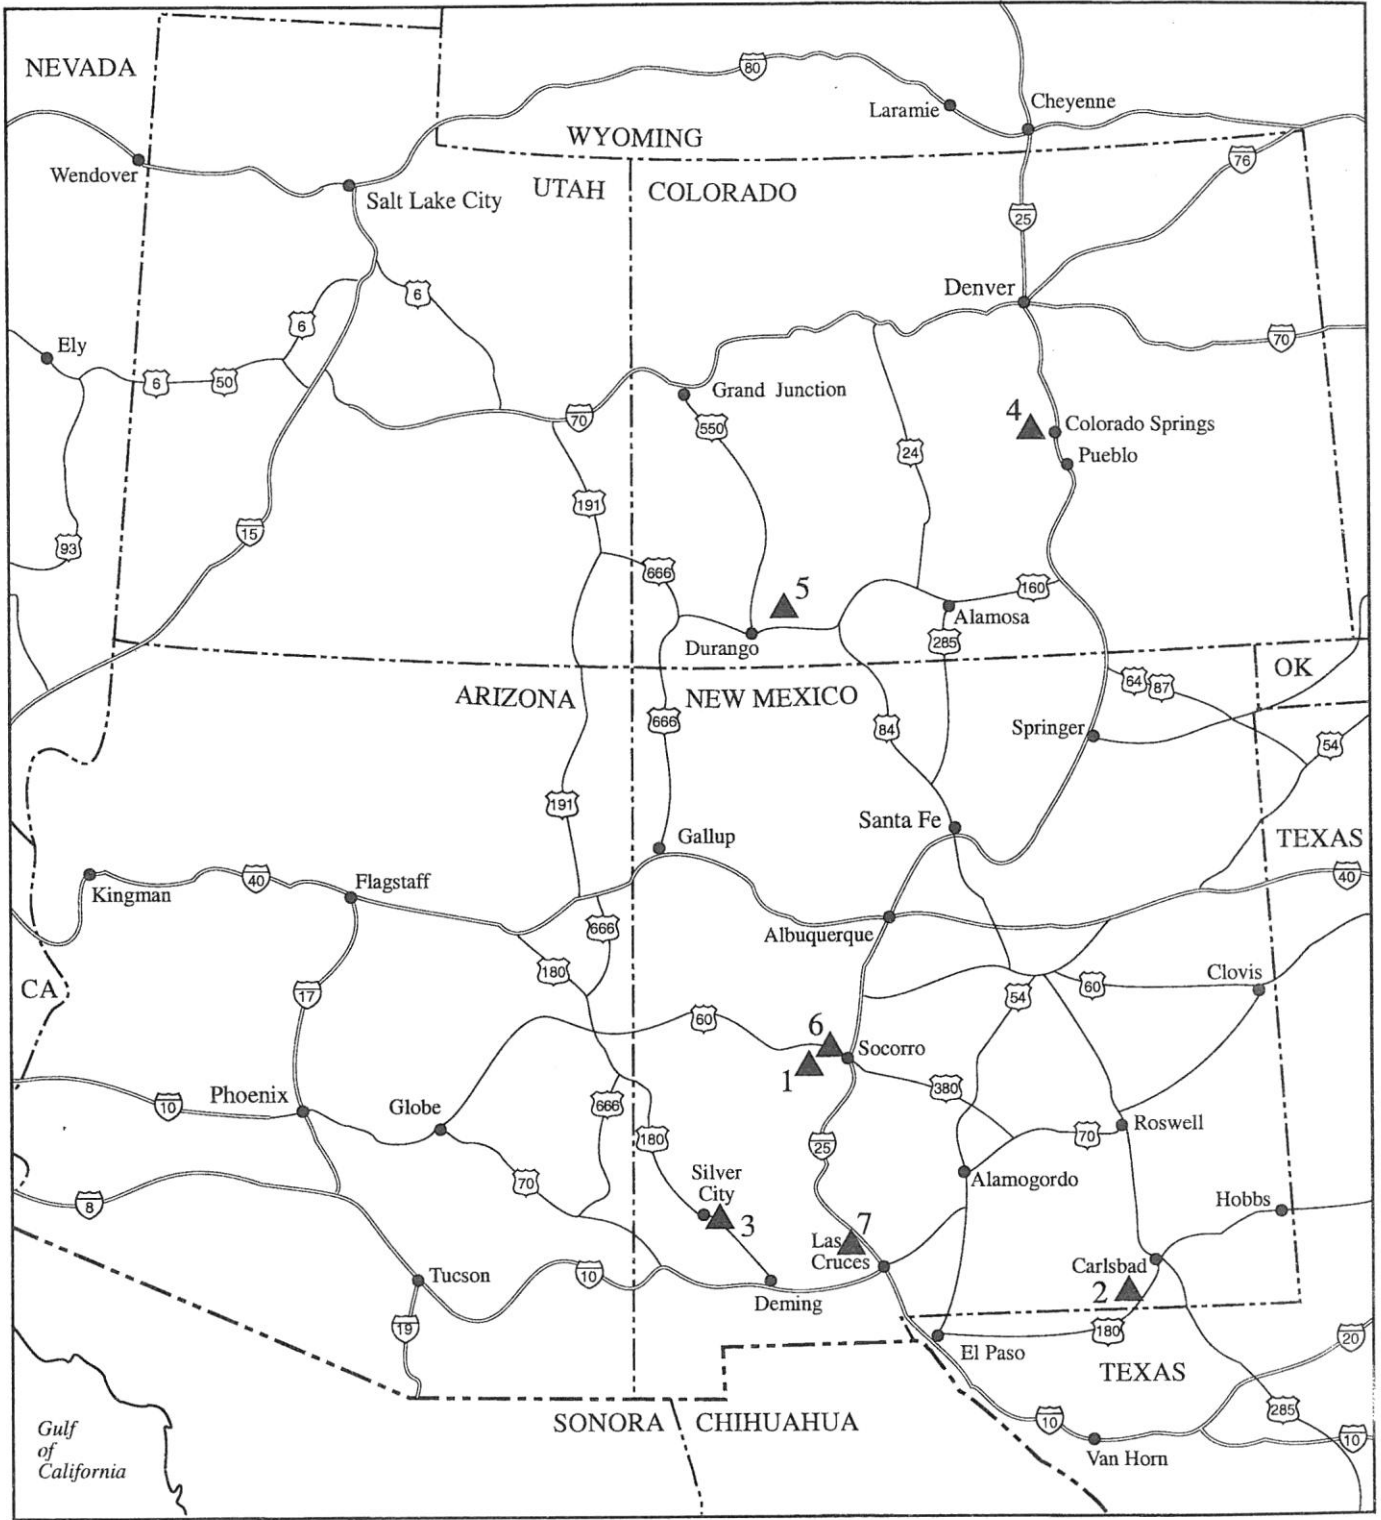 NEVADA
80
Laramie
Cheyenne
WYOMING
76
Wendover
UTAH
COLORADO
Salt Lake City
25
6
Denver
6
70
Ely
6
50
Grand Junction
70
550
4
Colorado Springs
24
Pueblo
191
15
93
666
5
160
Alamosa
285
Durango
OK
64
87
ARIZONA
NEW MEXICO
666
84
Springer
54
191
Santa Fe
Gallup
TEXAS
40
Kingman
40
Flagstaff
666
Albuquerque
180
Clovis
CA
17
54
60
60
6
Socorro
1
380
Phoenix
10
Globe
666
Roswell
180
25
70
Silver
City
70
Alamogordo
8
3
7
Hobbs
Las
Cruces
Carlsbad
Tucson
10
2
Deming
19
180
20
El Paso
TEXAS
SONORA
CHIHUAHUA
10
285
Gulf
of
California
10
Van Horn